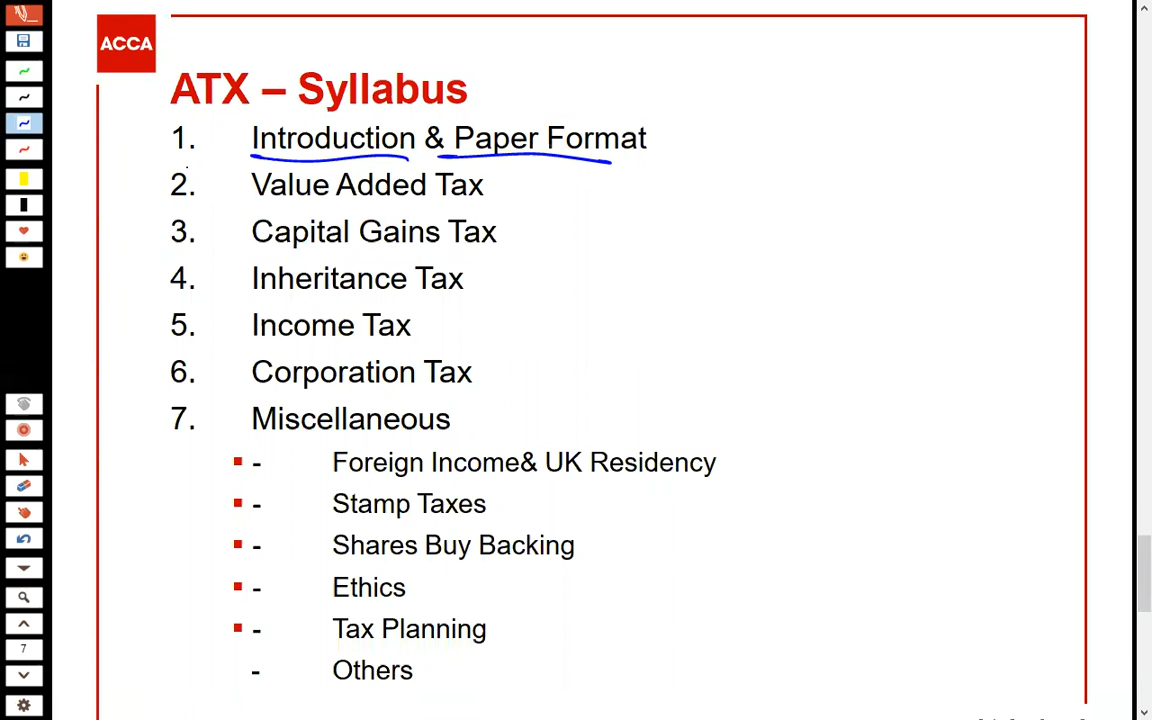 ACCA
ATX – Syllabus
1. Introduction & Paper Format
2. Value Added Tax
3. Capital Gains Tax
4. Inheritance Tax
5. Income Tax
6. Corporation Tax
7. Miscellaneous
- Foreign Income& UK Residency
- Stamp Taxes
- Shares Buy Backing
- Ethics
- Tax Planning
- Others
7